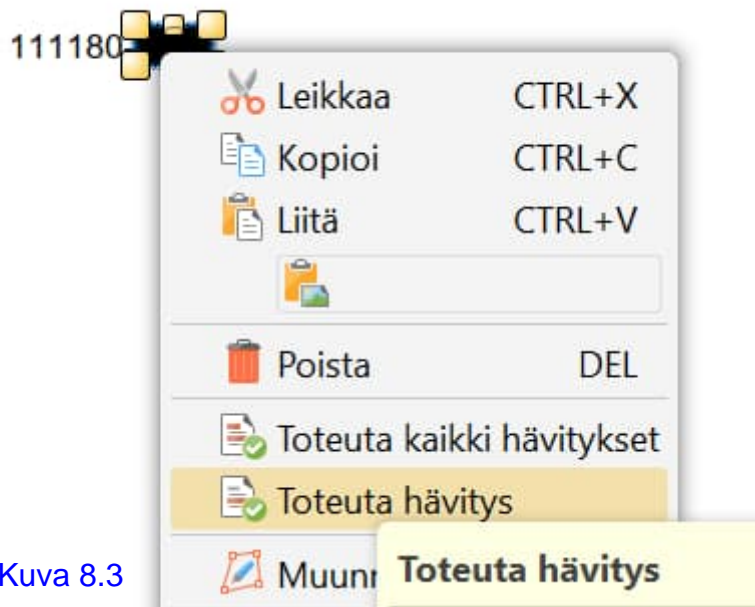 111180
Leikkaa CTRL+X
Kopioi CTRL+C
Liitä CTRL+V
Poista DEL
Toteuta kaikki hävitykset
Toteuta hävitys
Kuva 8.3
Toteuta hävitys